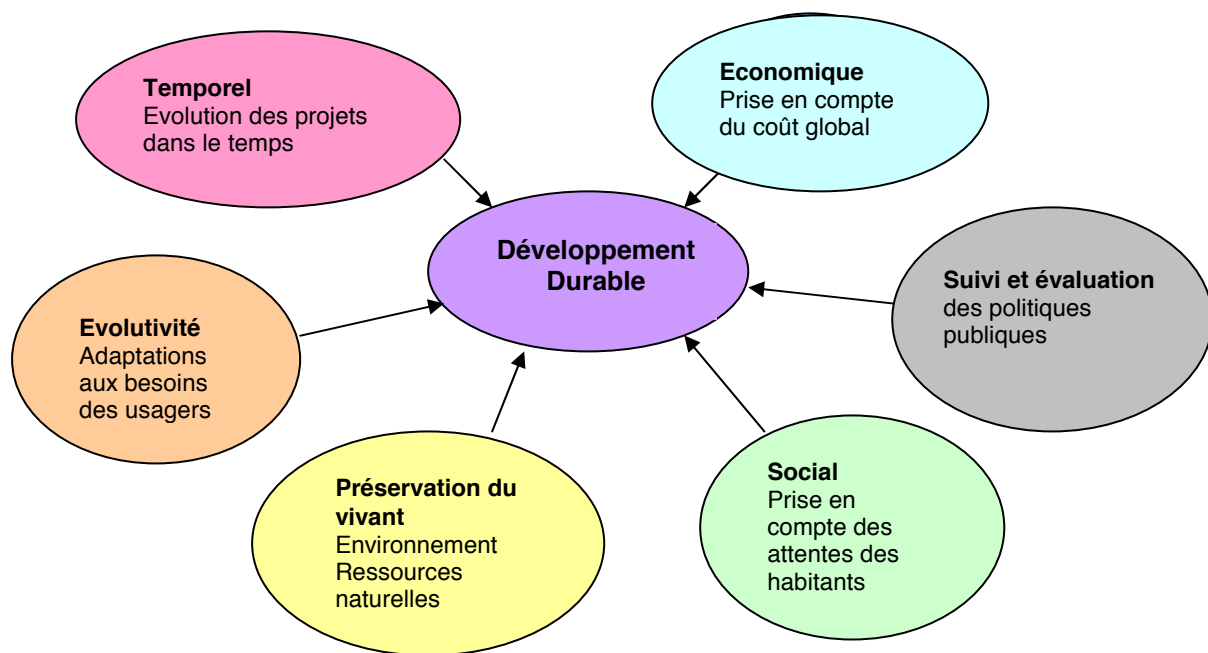 Temporel
Evolution des projets
dans le temps
Economique
Prise en compte
du coût global
Développement
Durable
Suivi et évaluation
des politiques
publiques
Evolutivité
Adaptations
aux besoins
des usagers
Préservation du
vivant
Environnement
Ressources
naturelles
Social
Prise en
compte des
attentes des
habitants